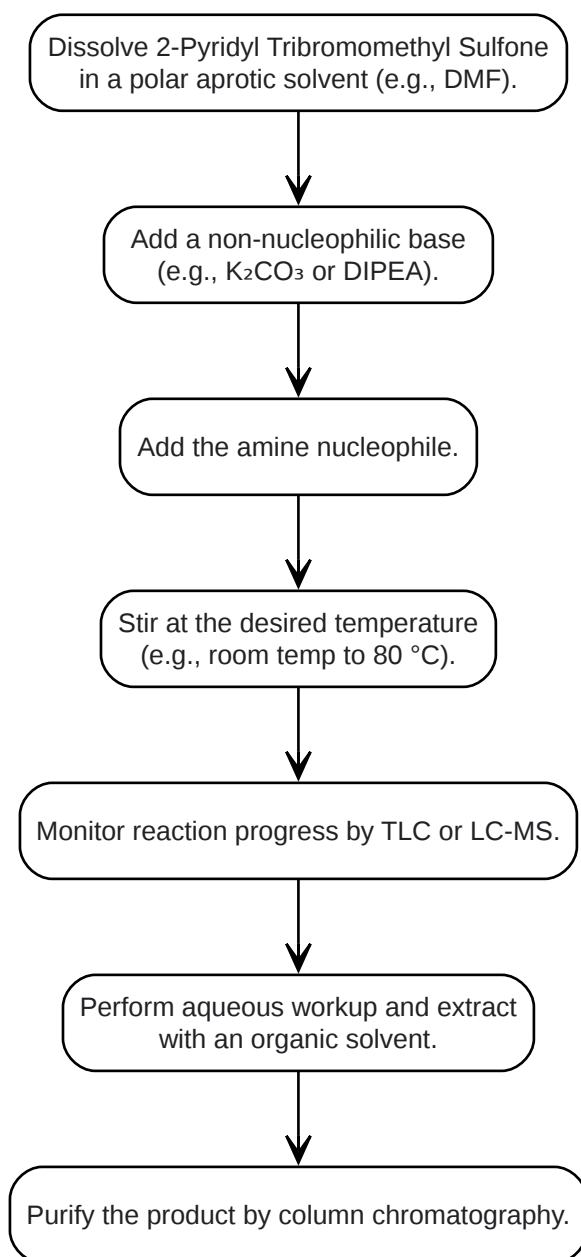 Dissolve 2-Pyridyl Tribromomethyl Sulfone
in a polar aprotic solvent (e.g., DMF).
Add a non-nucleophilic base
(e.g., K₂CO₃ or DIPEA).
Add the amine nucleophile.
Stir at the desired temperature
(e.g., room temp to 80 °C).
Monitor reaction progress by TLC or LC-MS.
Perform aqueous workup and extract
with an organic solvent.
Purify the product by column chromatography.